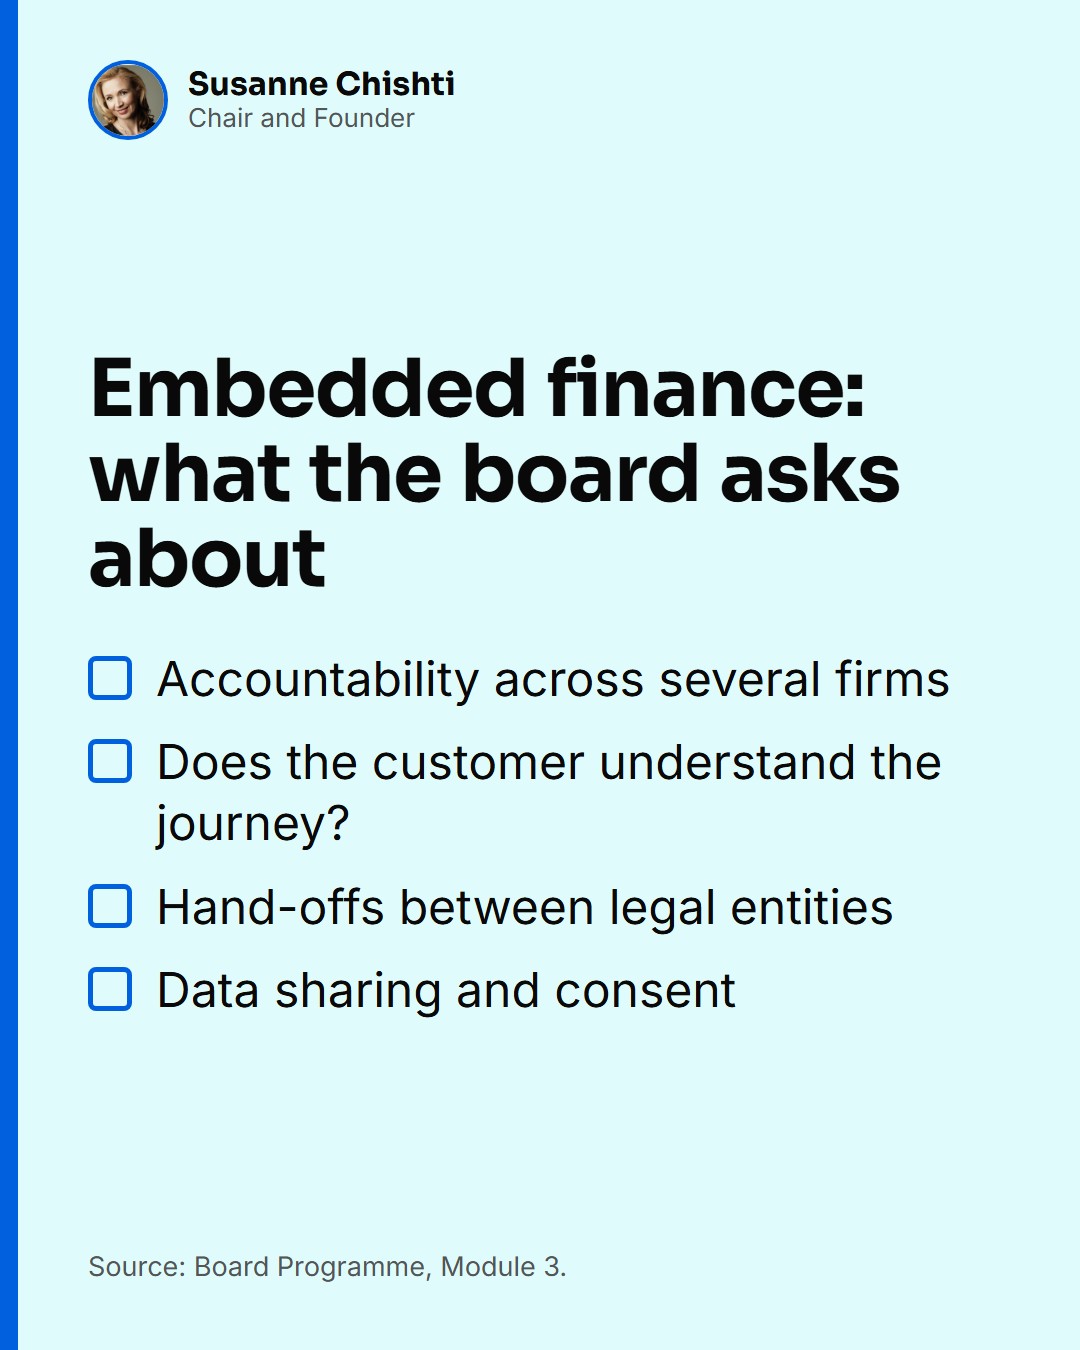 Susanne Chishti
Chair and Founder
Embedded finance:
what the board asks
about
Accountability across several firms
Does the customer understand the
journey?
Hand-offs between legal entities
Data sharing and consent
Source: Board Programme, Module 3.